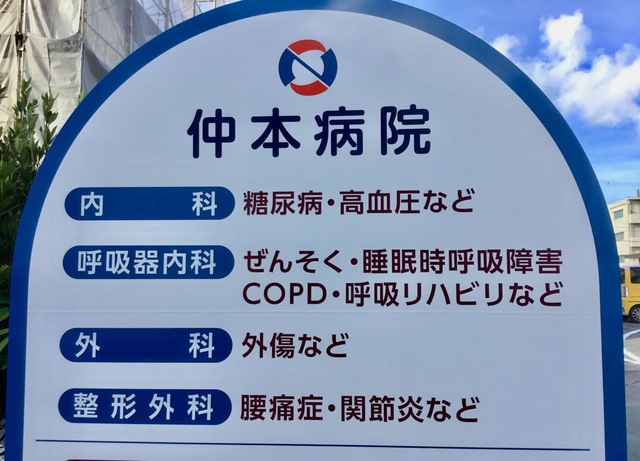 仲本病院
内科 糖尿病・高血圧など
呼吸器内科 ぜんそく・睡眠時呼吸障害
COPD・呼吸リハビリなど
外科 外傷など
整形外科 腰痛症・関節炎など